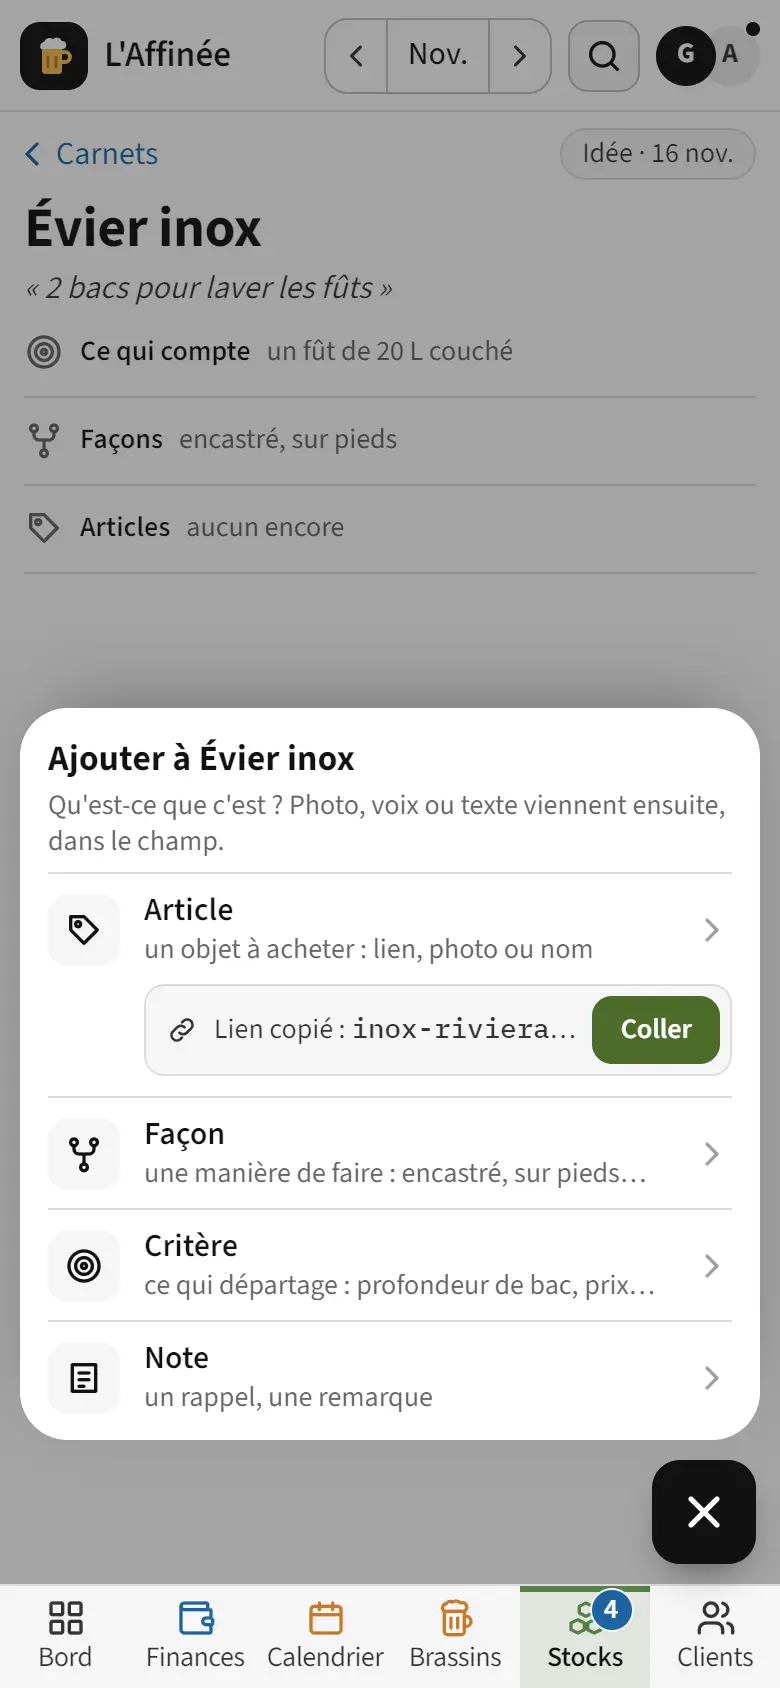 L'Affinée
Nov.
G
A
Carnets
Idée · 16 nov.
Évier inox
« 2 bacs pour laver les fûts »
Ce qui compte un fût de 20 L couché
Façons encastré, sur pieds
Articles aucun encore
Ajouter à Évier inox
Qu'est-ce que c'est ? Photo, voix ou texte viennent ensuite,
dans le champ.
Article
un objet à acheter : lien, photo ou nom
Lien copié : inox-riviera…
Coller
Façon
une manière de faire : encastré, sur pieds…
Critère
ce qui départage : profondeur de bac, prix…
Note
un rappel, une remarque
4
Bord Finances Calendrier Brassins Stocks Clients